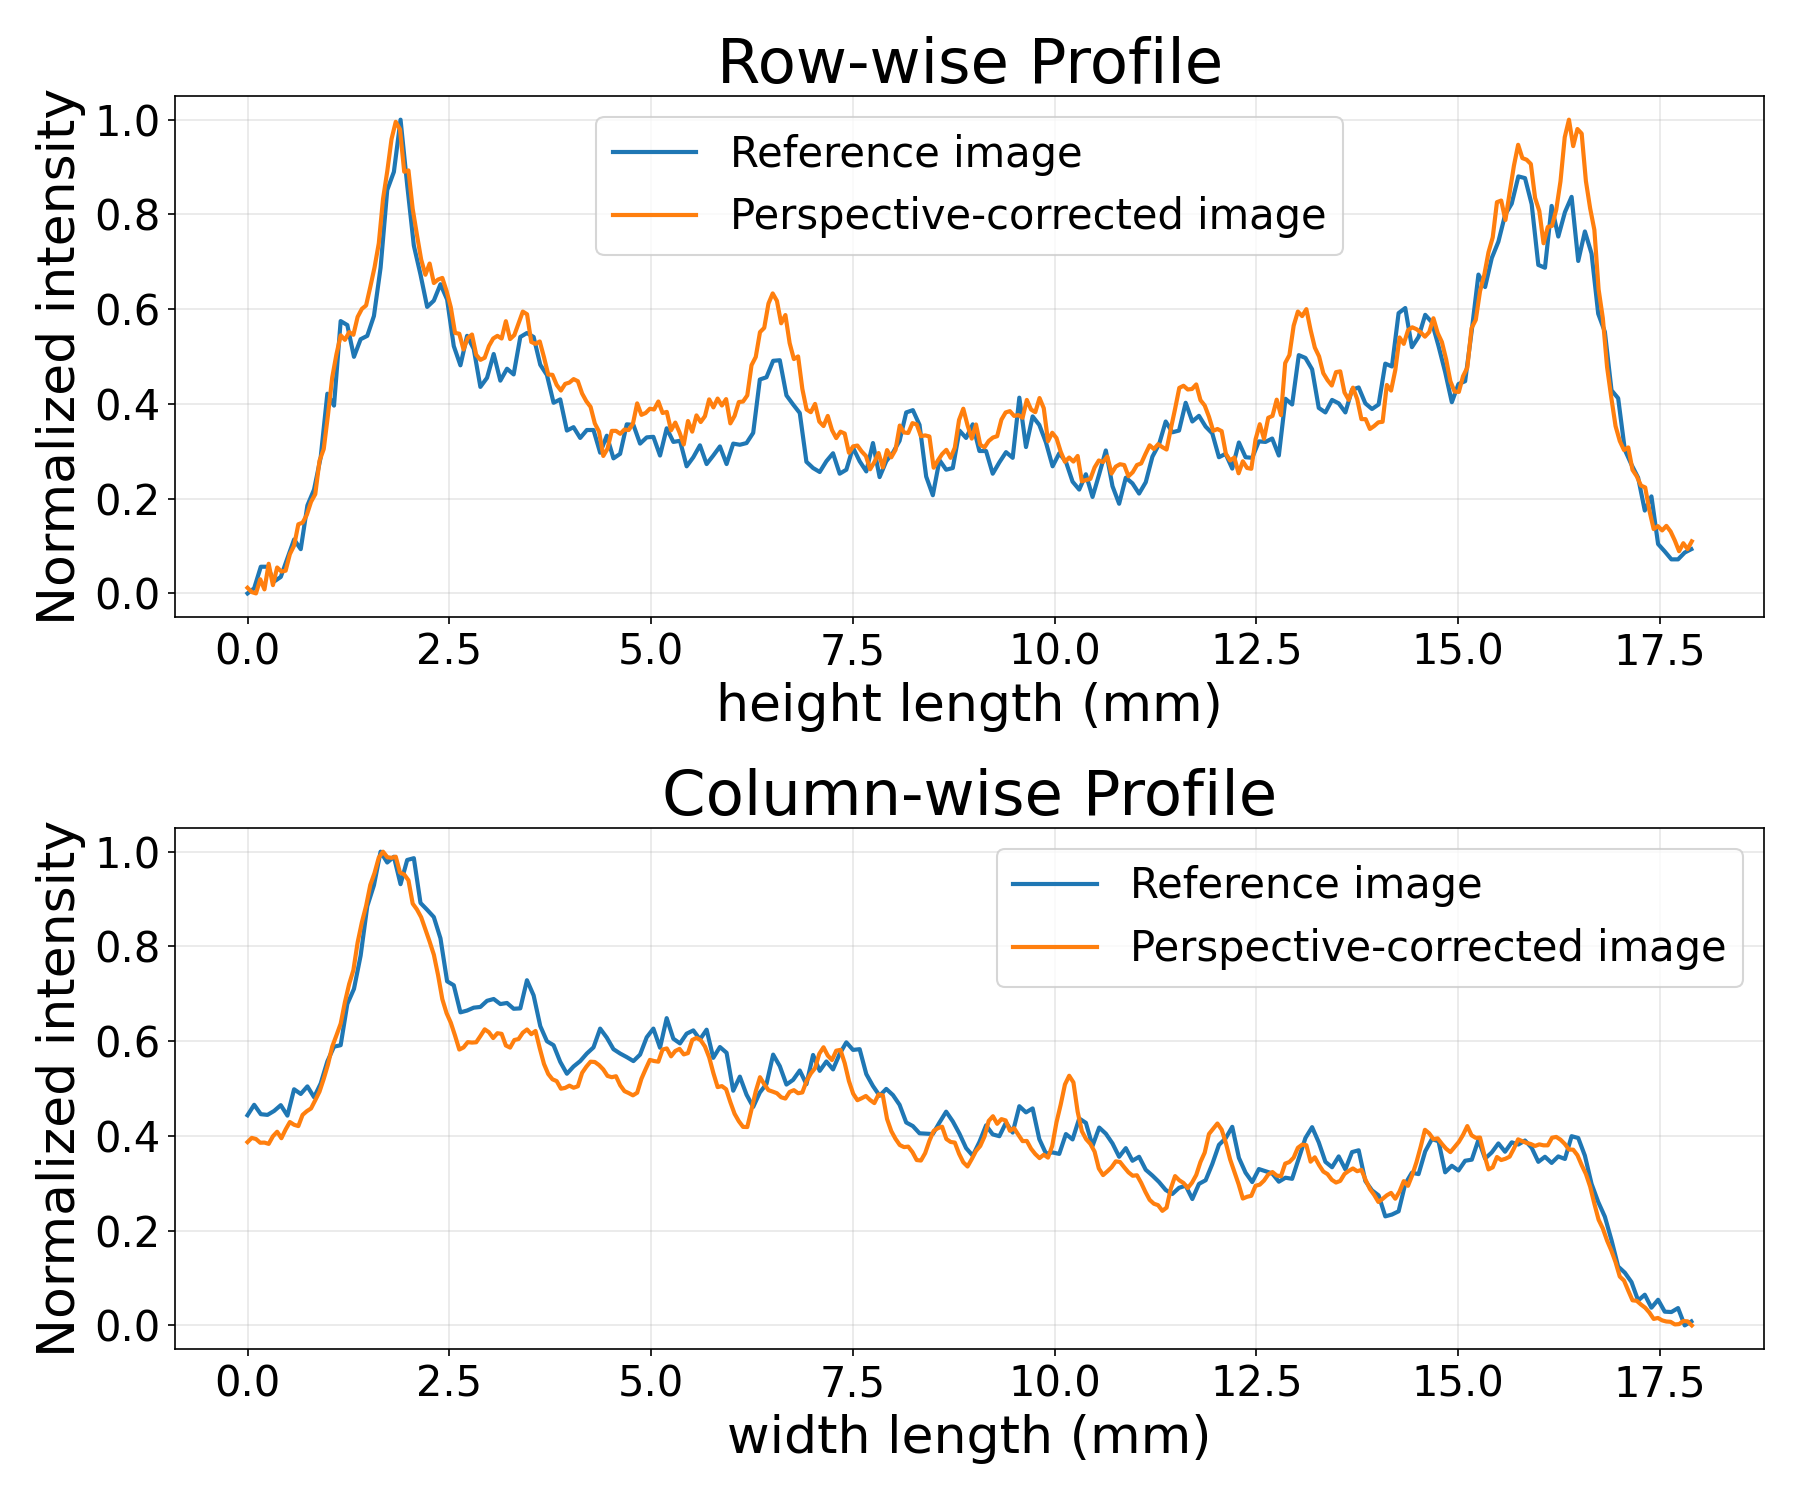 Row-wise Profile
Normalized intensity
1.0
0.8
0.6
0.4
0.2
0.0
Reference image
Perspective-corrected image
0.0 2.5 5.0 7.5 10.0 12.5 15.0 17.5
height length (mm)
Column-wise Profile
Normalized intensity
1.0
0.8
0.6
0.4
0.2
0.0
Reference image
Perspective-corrected image
0.0 2.5 5.0 7.5 10.0 12.5 15.0 17.5
width length (mm)